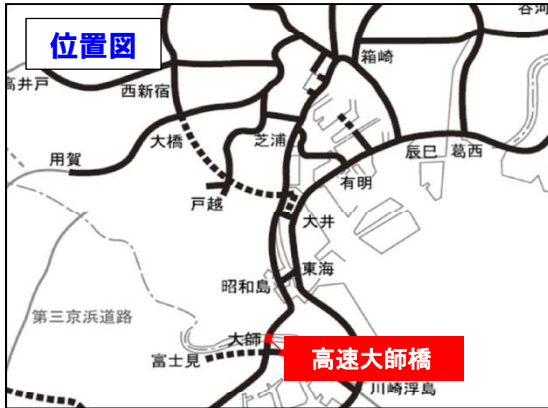 位置図
谷河
箱崎
高井戸
西新宿
大橋
芝浦
用賀
辰巳
葛西
有明
戸越
大井
東海
昭和島
第三京浜道路
大師
富士見
高速大師橋
川崎浮島